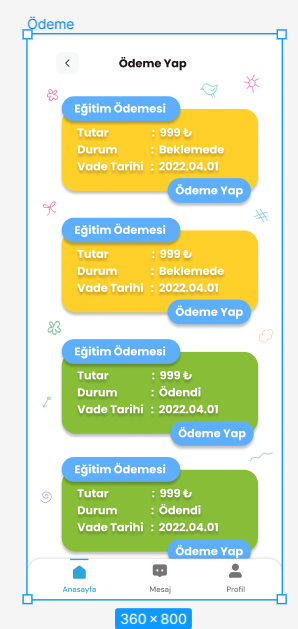 Ödeme
Ödeme Yap
Eğitim Ödemesi
Tutar : 999 ₺
Durum : Beklemede
Vade Tarihi : 2022.04.01
Ödeme Yap
Eğitim Ödemesi
Tutar : 999 ₺
Durum : Beklemede
Vade Tarihi : 2022.04.01
Ödeme Yap
Eğitim Ödemesi
Tutar : 999 ₺
Durum : Ödendi
Vade Tarihi : 2022.04.01
Ödeme Yap
Eğitim Ödemesi
Tutar : 999 ₺
Durum : Ödendi
Vade Tarihi : 2022.04.01
Ödeme Yap
Anasayfa Mesaj Profil
360 × 800